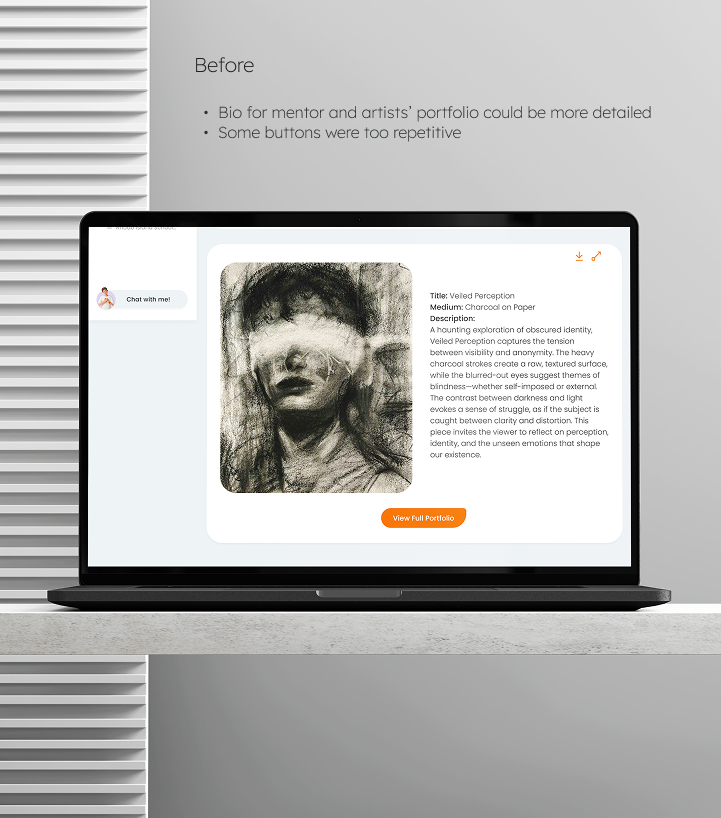 Before
• Bio for mentor and artists’ portfolio could be more detailed
• Some buttons were too repetitive
Chat with me!
Title: Veiled Perception
Medium: Charcoal on Paper
Description:
A haunting exploration of obscured identity,
Veiled Perception captures the tension
between visibility and anonymity. The heavy
charcoal strokes create a raw, textured surface,
while the blurred-out eyes suggest themes of
blindness—whether self-imposed or external.
The contrast between darkness and light
evokes a sense of struggle, as if the subject is
caught between clarity and distortion. This
piece invites the viewer to reflect on perception,
identity, and the unseen emotions that shape
our existence.
View Full Portfolio